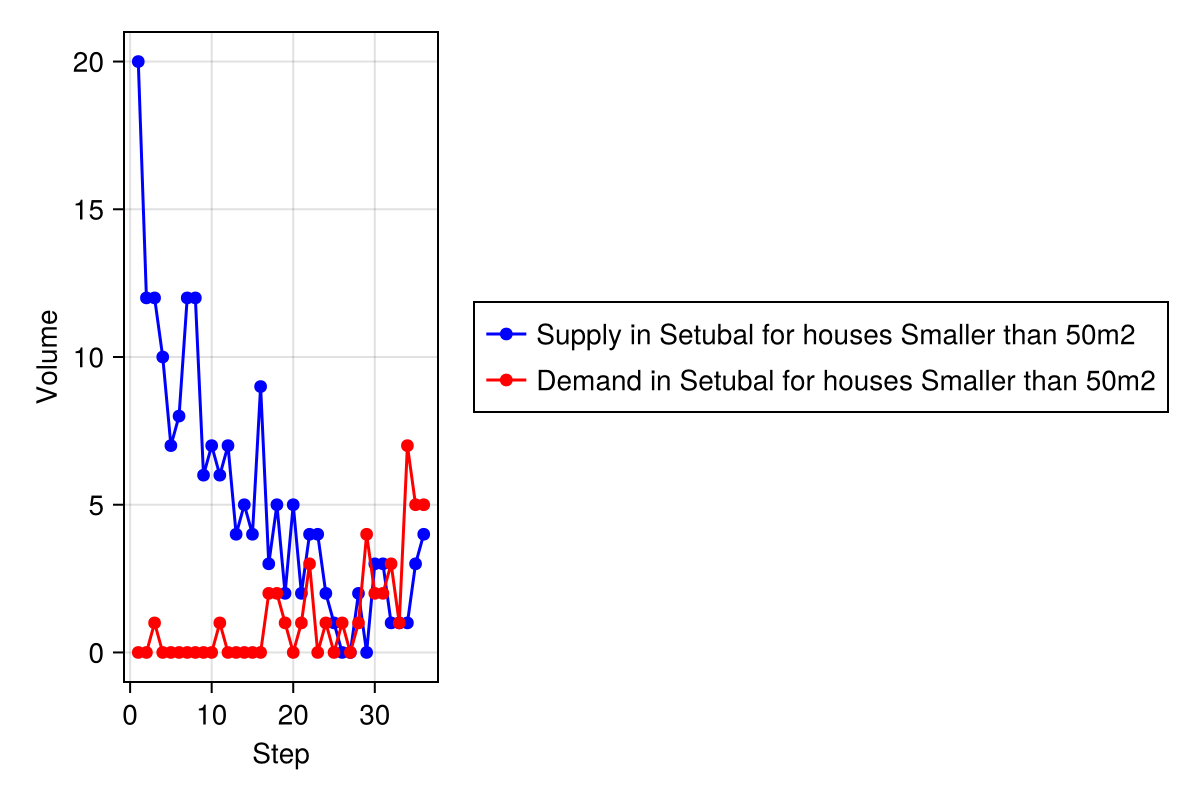 20
15
10
5
0
Volume
0 10 20 30
Step
Supply in Setubal for houses Smaller than 50m2
Demand in Setubal for houses Smaller than 50m2